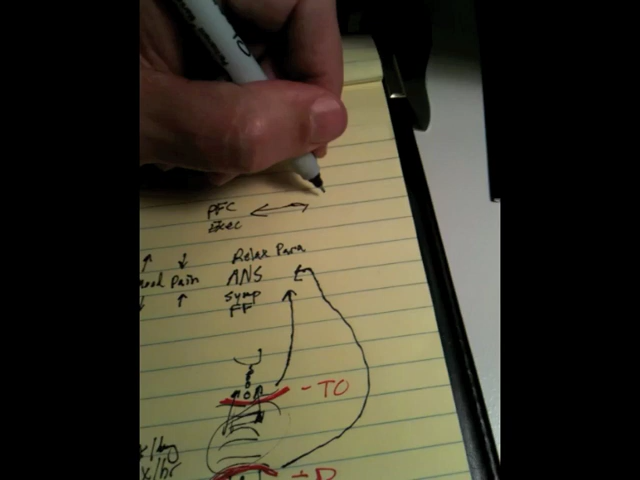 PFC
Exec
Relax Para
Pain ANS
Symp
FF
- TO